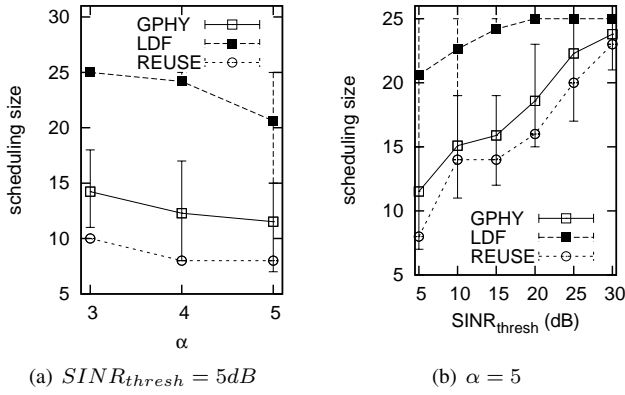 30
25
20
15
10
5
scheduling size
GPHY
LDF
REUSE
3
4
5
α
(a) SINR_thresh = 5dB
25
20
15
10
5
scheduling size
GPHY
LDF
REUSE
5
10
15
20
25
30
SINR_thresh (dB)
(b) α = 5